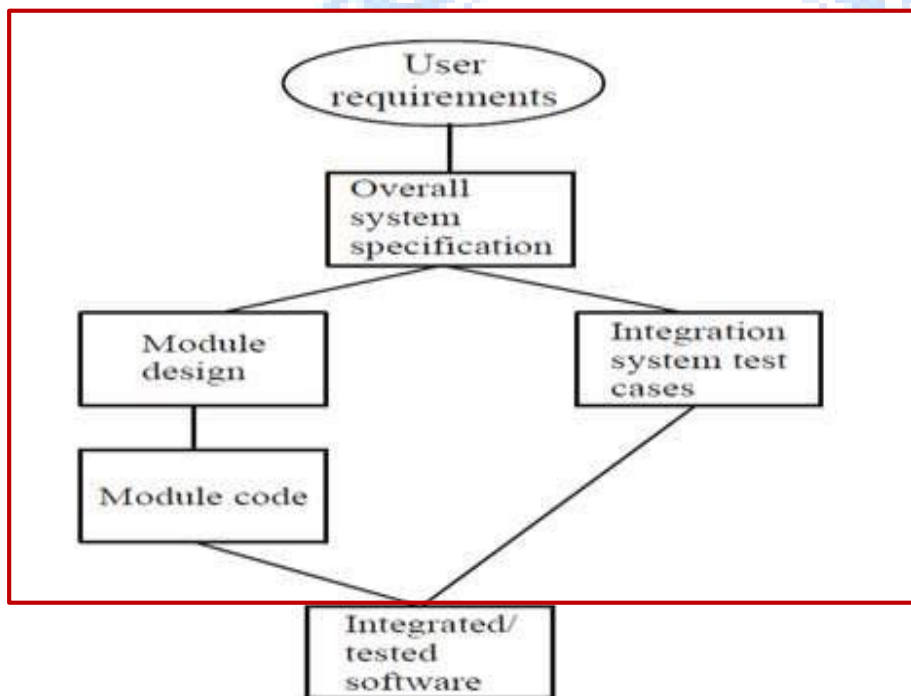 User
requirements
Overall
system
specification
Module
design
Integration
system test
cases
Module code
Integrated/
tested
software